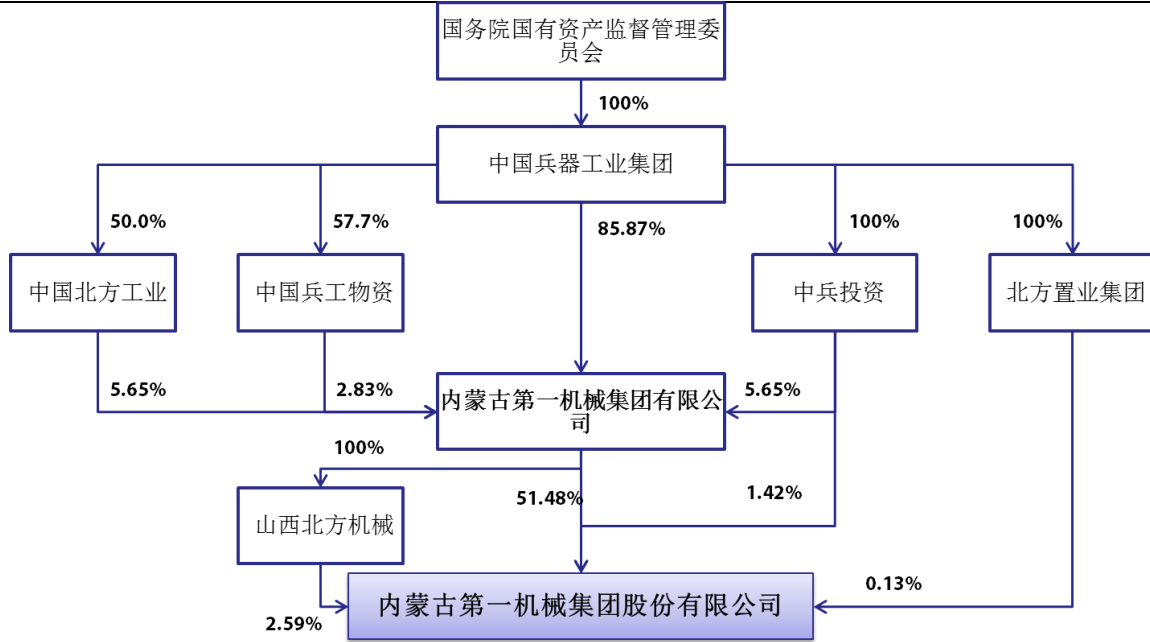 国务院国有资产监督管理委
员会
100%
中国兵器工业集团
50.0%
57.7%
85.87%
100%
100%
中国北方工业
中国兵工物资
中兵投资
北方置业集团
5.65%
2.83%
内蒙古第一机械集团有限公
司
5.65%
100%
51.48%
1.42%
山西北方机械
0.13%
内蒙古第一机械集团股份有限公司
2.59%